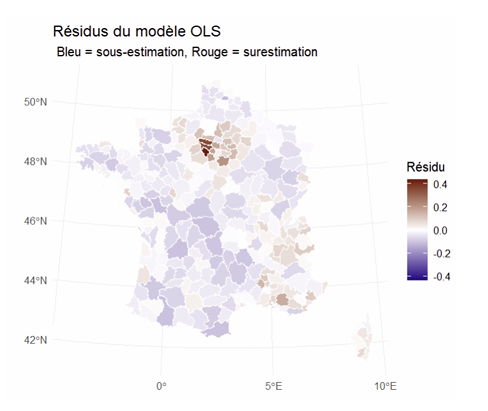 Résidus du modèle OLS
Bleu = sous-estimation, Rouge = surestimation
50°N
48°N
46°N
44°N
42°N
0°
5°E
10°E
Résidu
0.4
0.2
0.0
-0.2
-0.4